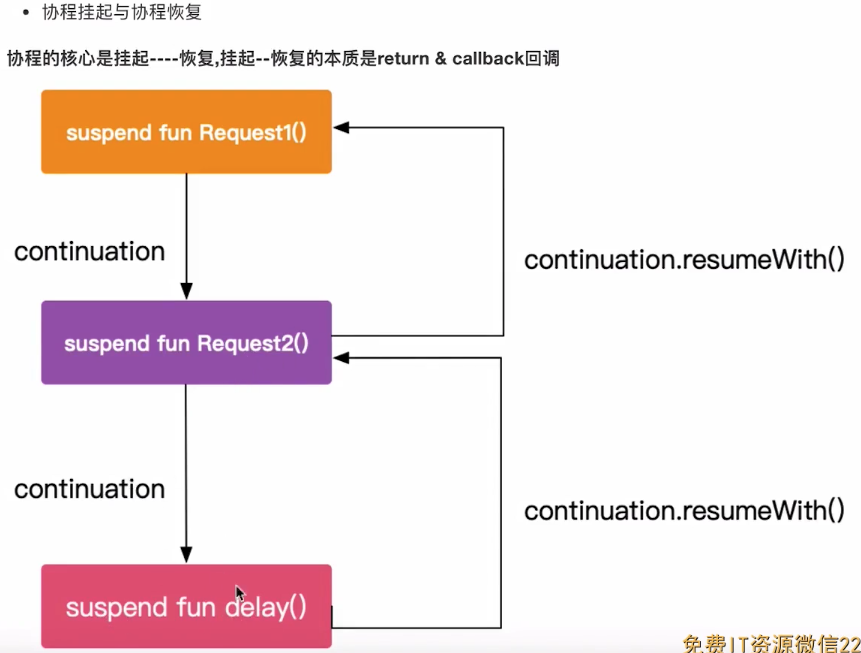 协程挂起与协程恢复
协程的核心是挂起----恢复,挂起--恢复的本质是return & callback回调
suspend fun Request1()
continuation
continuation.resumeWith()
suspend fun Request2()
continuation
continuation.resumeWith()
suspend fun delay()
免费IT资源微信22